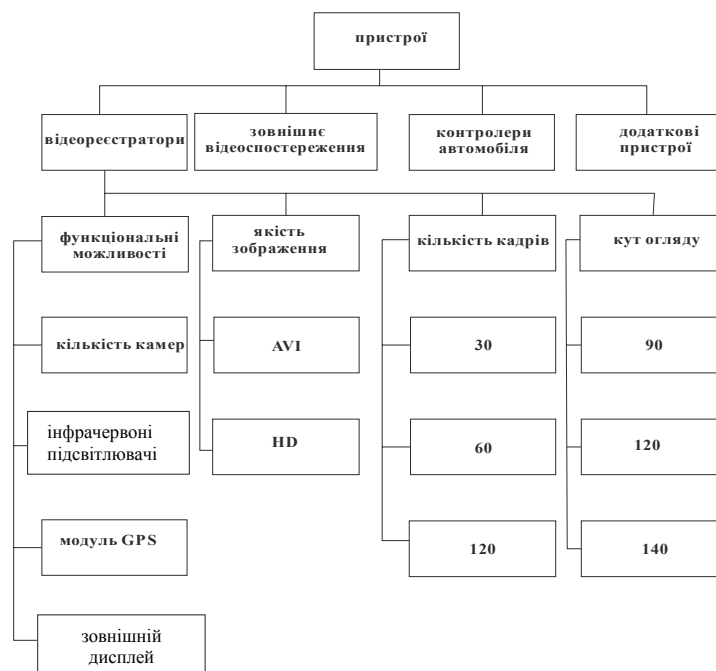 пристрої
відеореєстратори
зовнішнє
відеоспостереження
контролери
автомобіля
додаткові
пристрої
функціональні
можливості
якість
зображення
кількість кадрів
кут огляду
кількість камер
AVI
30
90
інфрачервоні
підсвітлювачі
HD
60
120
модуль GPS
120
140
зовнішній
дисплей